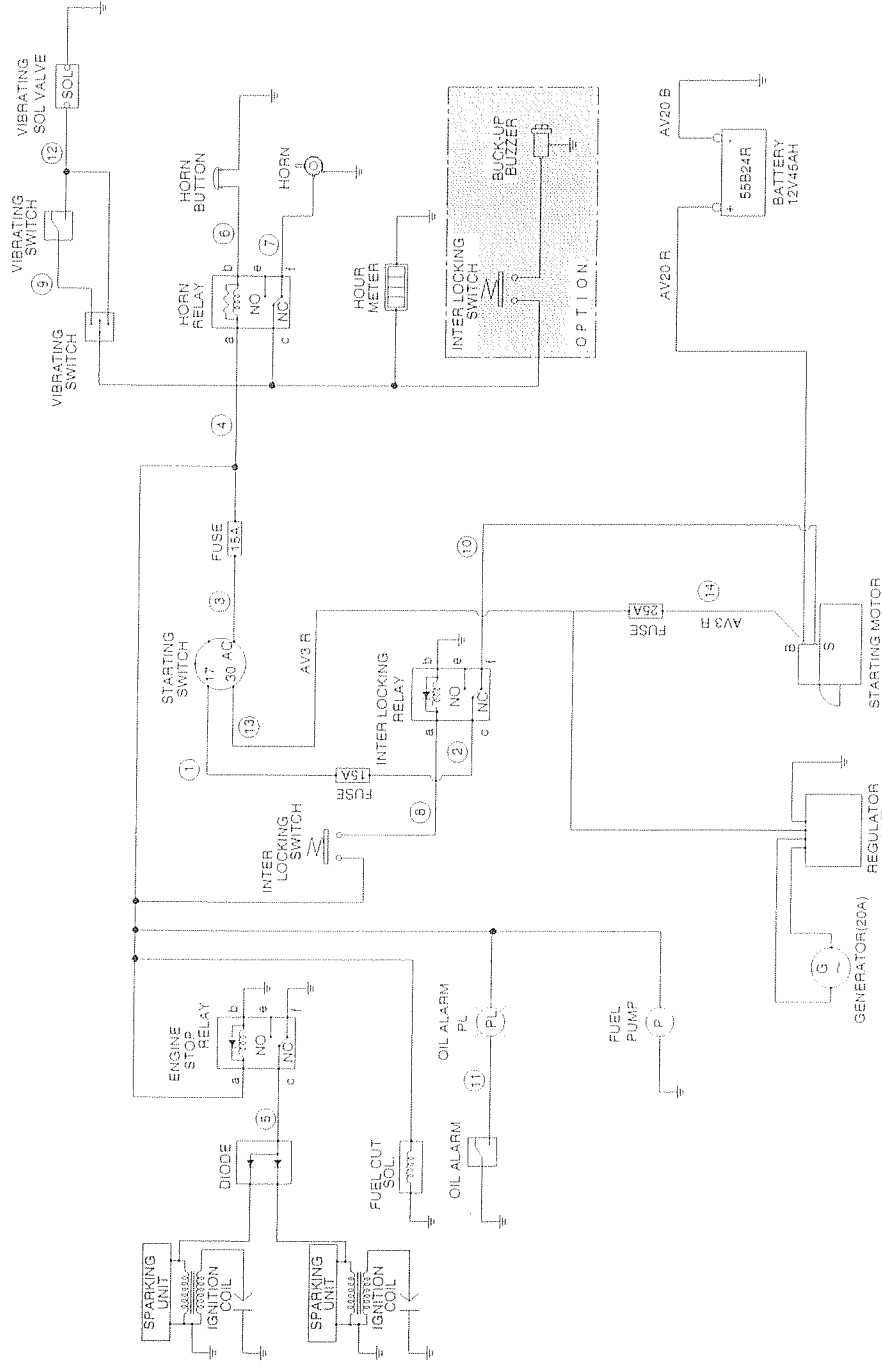 SPARKING
UNIT
IGNITION
COIL
SPARKING
UNIT
IGNITION
COIL
DIODE
5
ENGINE
STOP
RELAY
a
b
NO
e
NC
c
f
FUEL CUT
SOL.
OIL ALARM
11
OIL ALARM
PL
PL
FUEL
PUMP
P
INTER
LOCKING
SWITCH
8
1
FUSE
15A
2
STARTING
SWITCH
17
30
AC
13
AV3 R
3
FUSE
15A
4
INTER LOCKING
RELAY
a
b
NO
e
NC
c
f
10
GENERATOR(20A)
G
~
REGULATOR
STARTING MOTOR
B
S
FUSE
25A
AV3 R
14
VIBRATING
SWITCH
9
VIBRATING
SWITCH
12
VIBRATING
SOL VALVE
SOL
HORN
RELAY
a
b
NO
e
NC
c
f
6
HORN
BUTTON
7
HORN
HOUR
METER
INTER LOCKING
SWITCH
BUCK-UP
BUZZER
OPTION
AV20 R
AV20 B
+
-
55B24R
BATTERY
12V45AH